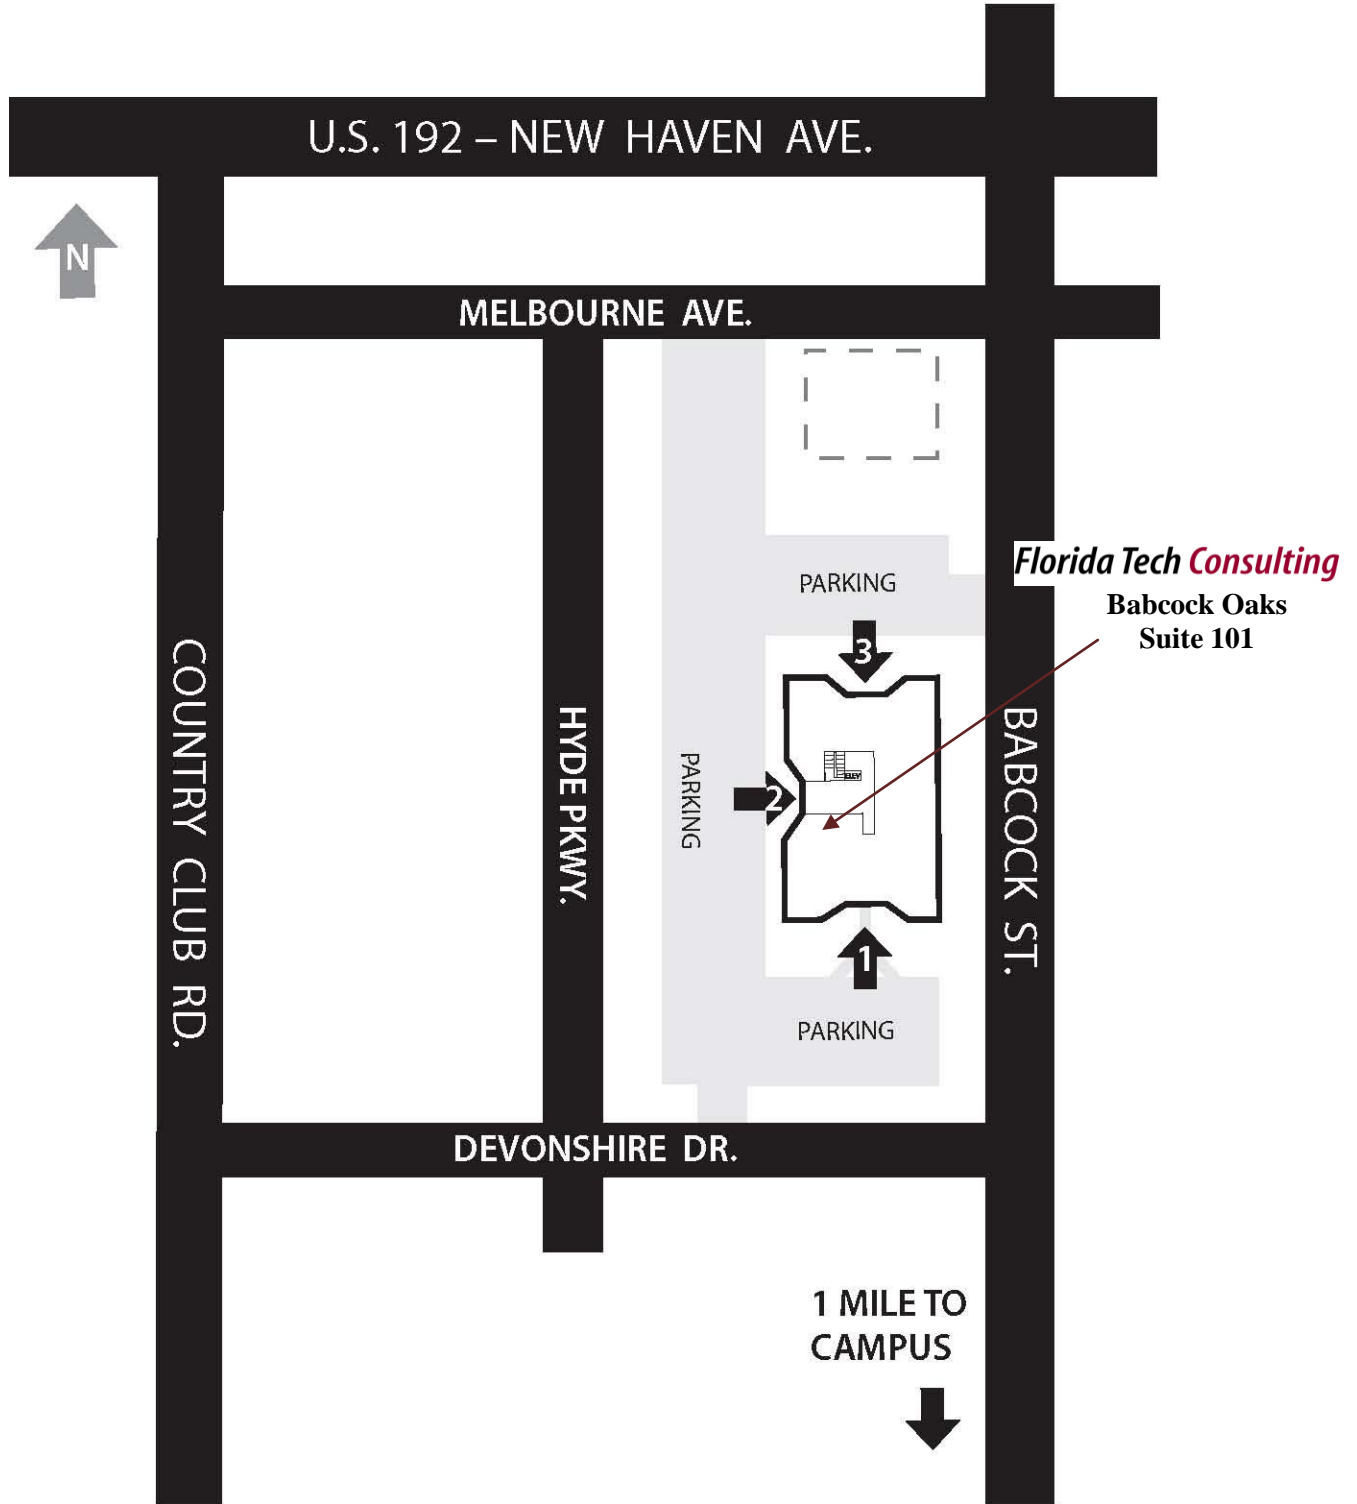 U.S. 192 – NEW HAVEN AVE.
N
MELBOURNE AVE.
Florida Tech Consulting
Babcock Oaks
Suite 101
PARKING
3
COUNTRY CLUB RD.
HYDE PKWY.
PARKING
2
ELEV
BABCOCK ST.
1
PARKING
DEVONSHIRE DR.
1 MILE TO
CAMPUS